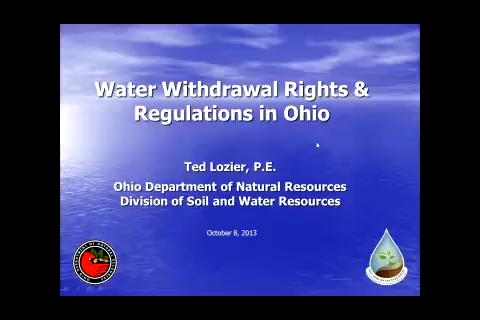 Water Withdrawal Rights &
Regulations in Ohio
Ted Lozier, P.E.
Ohio Department of Natural Resources
Division of Soil and Water Resources
October 8, 2013